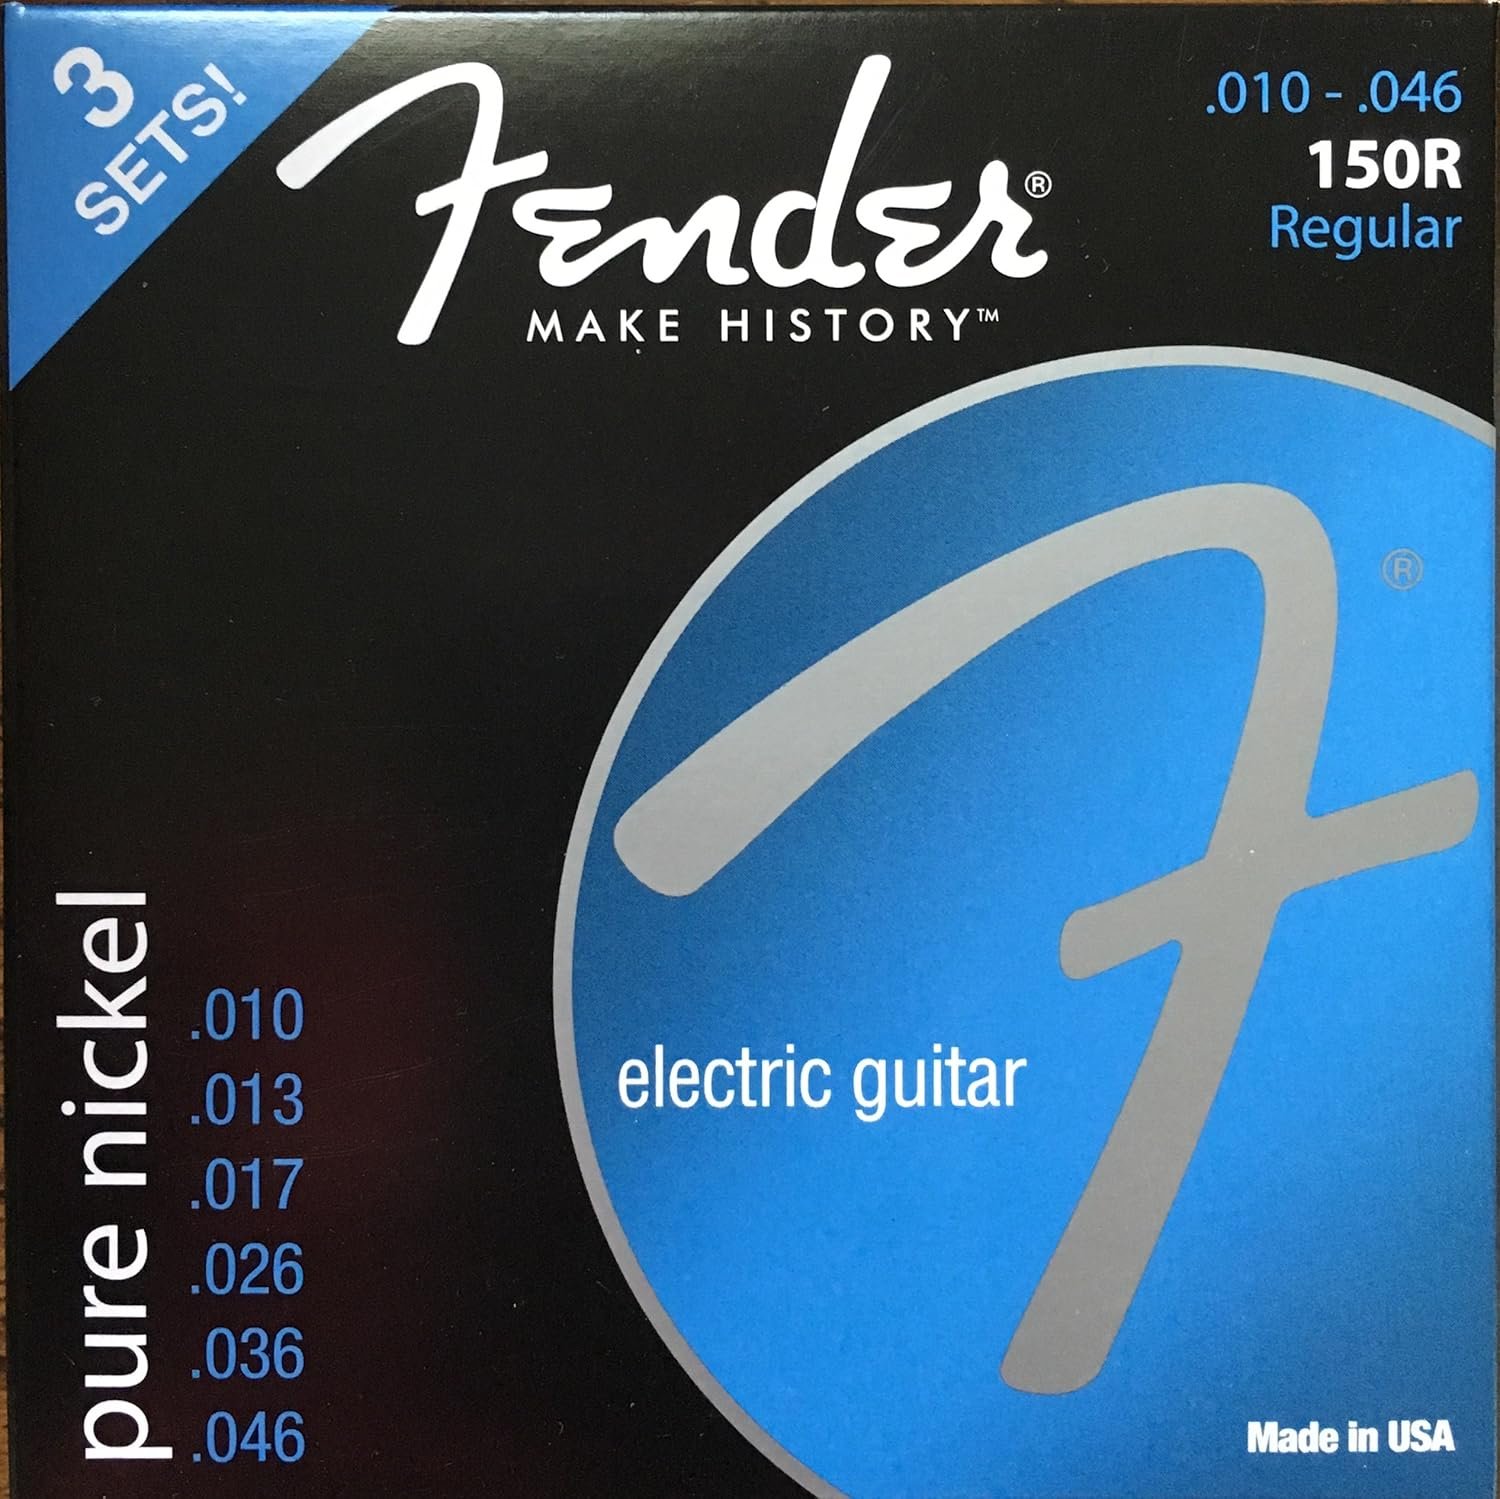 3
SETS!
Fender®
MAKE HISTORY™
.010 - .046
150R
Regular
®
electric guitar
pure nickel
.010
.013
.017
.026
.036
.046
Made in USA